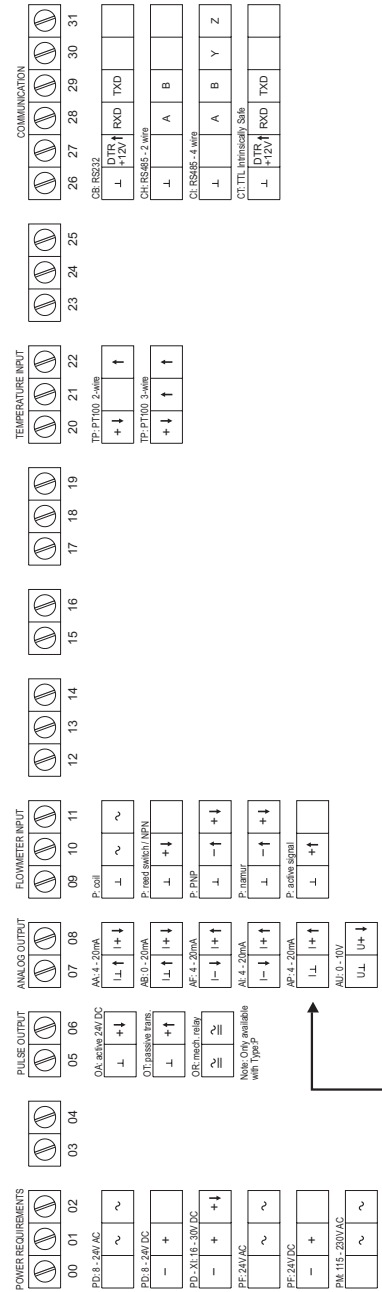 POWER REQUIREMENTS
00 01 02
PD: 8 - 24V AC
~ ~
PD: 8 - 24V DC
– +
PD - XI: 16 - 30V DC
– + +↓
PF: 24V AC
~ ~
PF: 24V DC
– +
PM: 115 - 230V AC
~ ~
03 04
PULSE OUTPUT
05 06
OA: active 24V DC
⊥ +↓
OT: passive trans.
⊥ +↑
OR: mech. relay
Note: Only available
with Type:P
ANALOG OUTPUT
07 08
AA: 4 - 20mA
I⊥↑ I+↓
AB: 0 - 20mA
I⊥↑ I+↓
AF: 4 - 20mA
I–↓ I+↑
AI: 4 - 20mA
I–↓ I+↑
AP: 4 - 20mA
I⊥ I+↑
AU: 0 - 10V
U⊥ U+↓
FLOWMETER INPUT
09 10 11
P: coil
⊥ ~ ~
P: reed switch / NPN
⊥ +↓
P: PNP
⊥ –↑ +↓
P: namur
⊥ –↑ +↓
P: active signal
⊥ +↑
12 13 14
15 16
17 18 19
TEMPERATURE INPUT
20 21 22
TP: PT100 2-wire
+↓ ↑
TP: PT100 3-wire
+↓ ↑ ↑
23 24 25
COMMUNICATION
26 27 28 29 30 31
CB: RS232
⊥ DTR↑ RXD TXD
+12V
CH: RS485 - 2 wire
⊥ A B
CI: RS485 - 4 wire
⊥ A B Y Z
CT: TTL Intrinsically Safe
⊥ DTR↑ RXD TXD
+12V